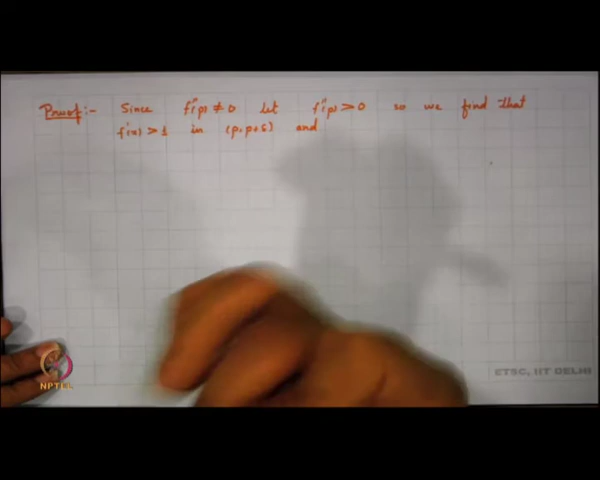 Proof:- Since f''(p) ≠ 0 let f''(p) > 0 so we find that
f'(x) > 1 in (p, p+δ) and
NPTEL
ETSC, IIT DELHI